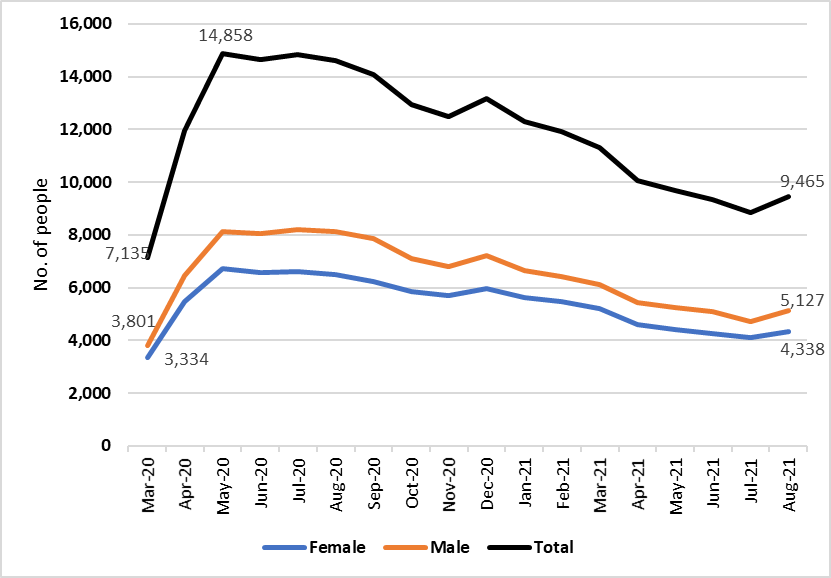 16,000
14,000
12,000
10,000
8,000
6,000
4,000
2,000
0
No. of people
14,858
7,135
3,801
3,334
9,465
5,127
4,338
Mar-20
Apr-20
May-20
Jun-20
Jul-20
Aug-20
Sep-20
Oct-20
Nov-20
Dec-20
Jan-21
Feb-21
Mar-21
Apr-21
May-21
Jun-21
Jul-21
Aug-21
Female Male Total